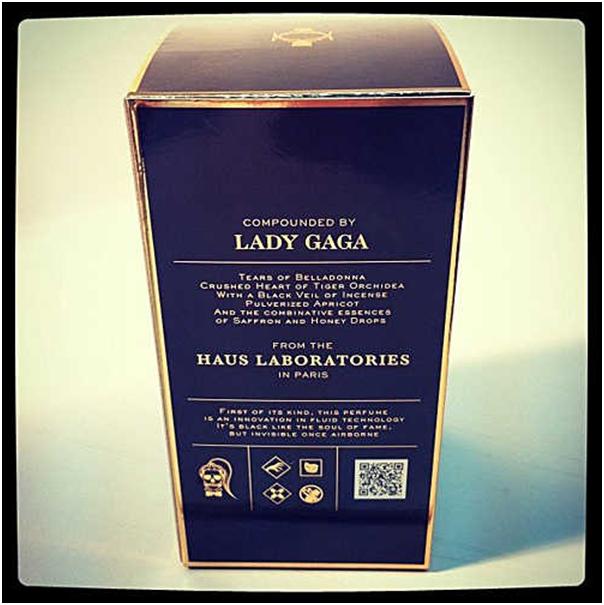 COMPOUNDED BY
LADY GAGA
TEARS OF BELLADONNA
CRUSHED HEART OF TIGER ORCHIDEA
WITH A BLACK VEIL OF INCENSE
PULVERIZED APRICOT
AND THE COMBINATIVE ESSENCES
OF SAFFRON AND HONEY DROPS
FROM THE
HAUS LABORATORIES
IN PARIS
FIRST OF ITS KIND, THIS PERFUME
IS AN INNOVATION IN FLUID TECHNOLOGY
IT'S BLACK LIKE THE SOUL OF FAME,
BUT INVISIBLE ONCE AIRBORNE